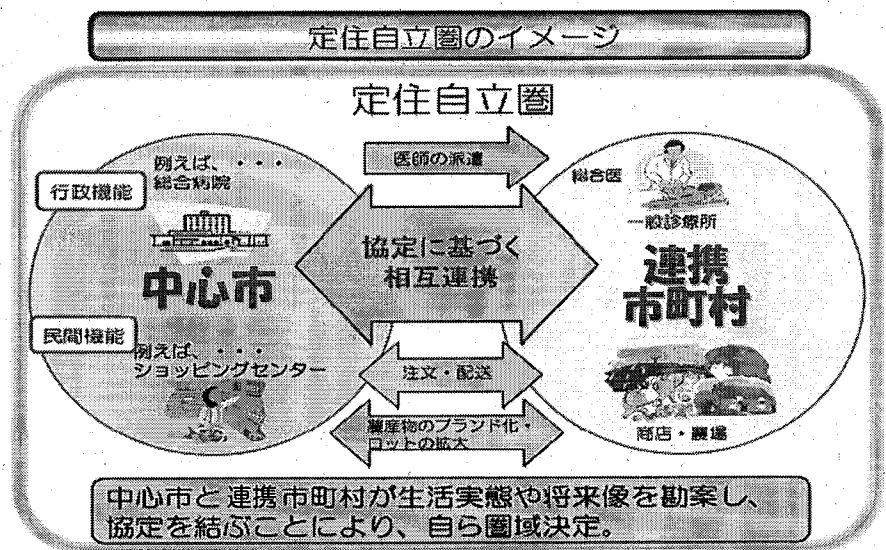 定住自立圏のイメージ
定住自立圏
例えば、・・・
総合病院
行政機能
中心市
民間機能
例えば、・・・
ショッピングセンター
医師の派遣
協定に基づく
相互連携
注文・配送
農産物のブランド化・
ロットの拡大
総合医
一般診療所
連携
市町村
商店・農場
中心市と連携市町村が生活実態や将来像を勘案し、
協定を結ぶことにより、自ら圏域決定。